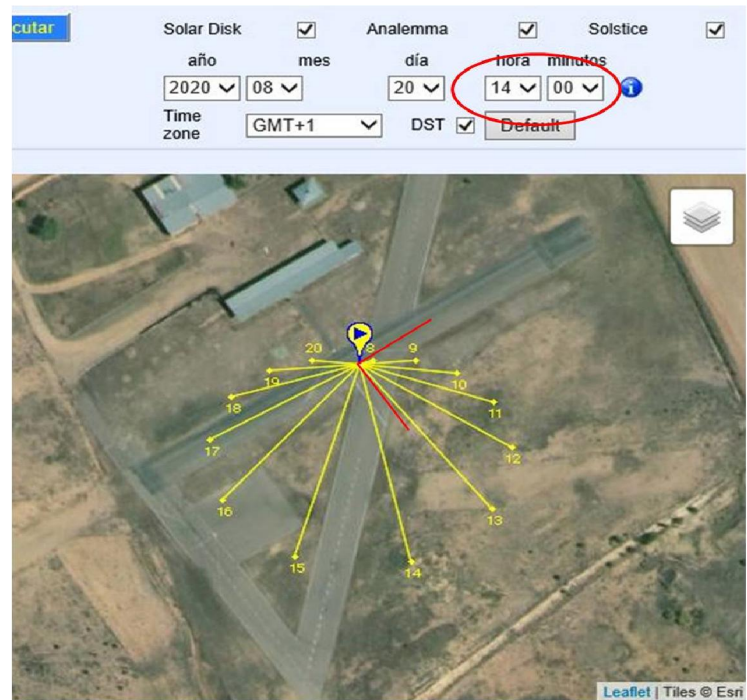 cutar
Solar Disk Analemma Solstice
año mes día hora minutos
2020 08 20 14 00
Time zone GMT+1 DST Default
20 8 9
19 10
18 11
17 12
16 13
15 14
Leaflet | Tiles © Esri